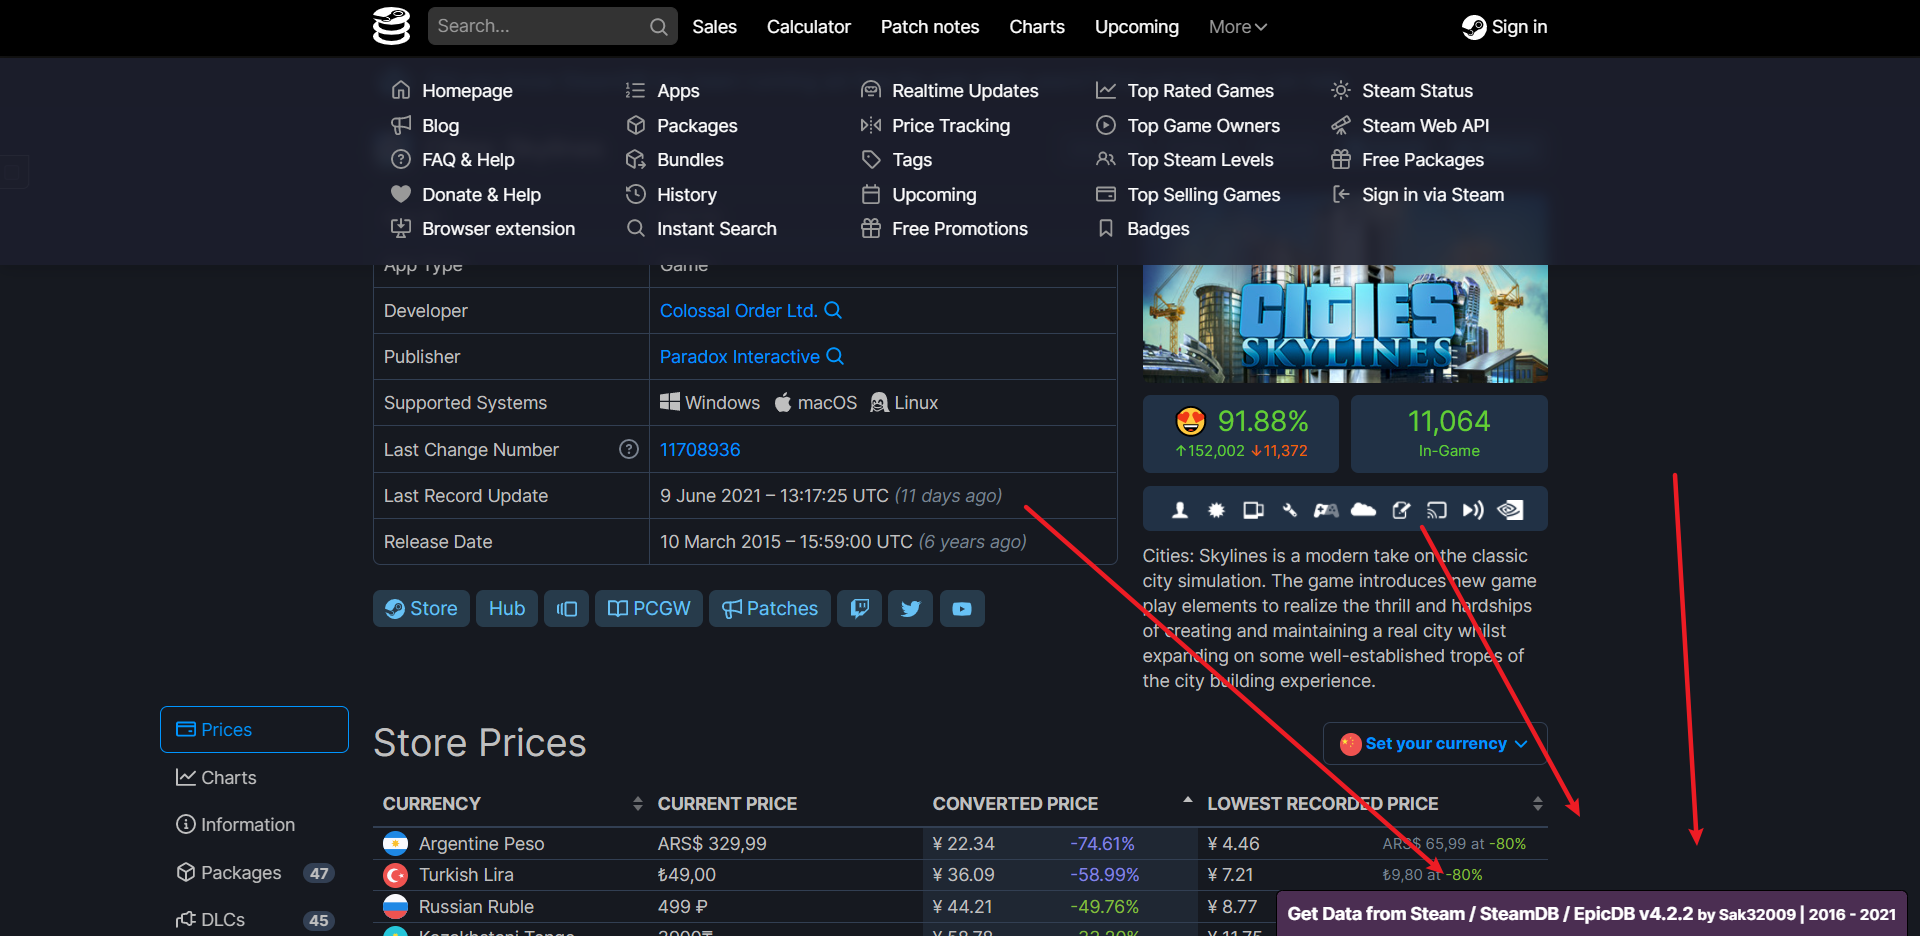 Search...
Sales
Calculator
Patch notes
Charts
Upcoming
More
Sign in
Homepage
Apps
Realtime Updates
Top Rated Games
Steam Status
Blog
Packages
Price Tracking
Top Game Owners
Steam Web API
FAQ & Help
Bundles
Tags
Top Steam Levels
Free Packages
Donate & Help
History
Upcoming
Top Selling Games
Sign in via Steam
Browser extension
Instant Search
Free Promotions
Badges
App Type
Game
Developer
Colossal Order Ltd.
Publisher
Paradox Interactive
Supported Systems
Windows macOS Linux
Last Change Number
11708936
Last Record Update
9 June 2021 – 13:17:25 UTC (11 days ago)
Release Date
10 March 2015 – 15:59:00 UTC (6 years ago)
CITIES
SKYLINES
91.88%
↑152,002 ↓11,372
11,064
In-Game
Cities: Skylines is a modern take on the classic
city simulation. The game introduces new game
play elements to realize the thrill and hardships
of creating and maintaining a real city whilst
expanding on some well-established tropes of
the city building experience.
Store
Hub
PCGW
Patches
Prices
Charts
Information
Packages 47
DLCs 45
Store Prices
Set your currency
CURRENCY
CURRENT PRICE
CONVERTED PRICE
LOWEST RECORDED PRICE
Argentine Peso ARS$ 329,99 ¥ 22.34 -74.61% ¥ 4.46 ARS$ 65,99 at -80%
Turkish Lira ₺49,00 ¥ 36.09 -58.99% ¥ 7.21 ₺9,80 at -80%
Russian Ruble 499 ₽ ¥ 44.21 -49.76% ¥ 8.77
Kazakhstani Tenge 3900₸ ¥ 58.78 -33.20% ¥ 11.75
Get Data from Steam / SteamDB / EpicDB v4.2.2 by Sak32009 | 2016 - 2021